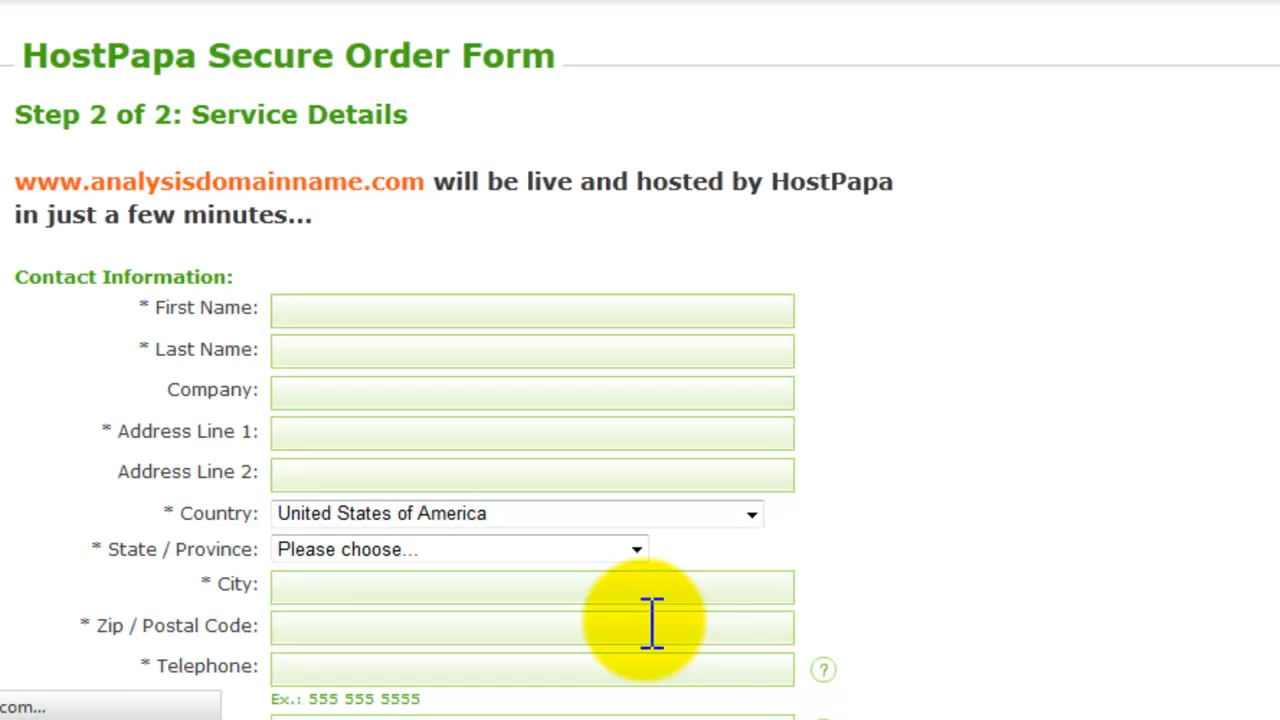 HostPapa Secure Order Form
Step 2 of 2: Service Details
www.analysisdomainname.com will be live and hosted by HostPapa
in just a few minutes...
Contact Information:
* First Name:
* Last Name:
Company:
* Address Line 1:
Address Line 2:
* Country: United States of America
* State / Province: Please choose...
* City:
* Zip / Postal Code:
* Telephone: ?
Ex.: 555 555 5555
com...